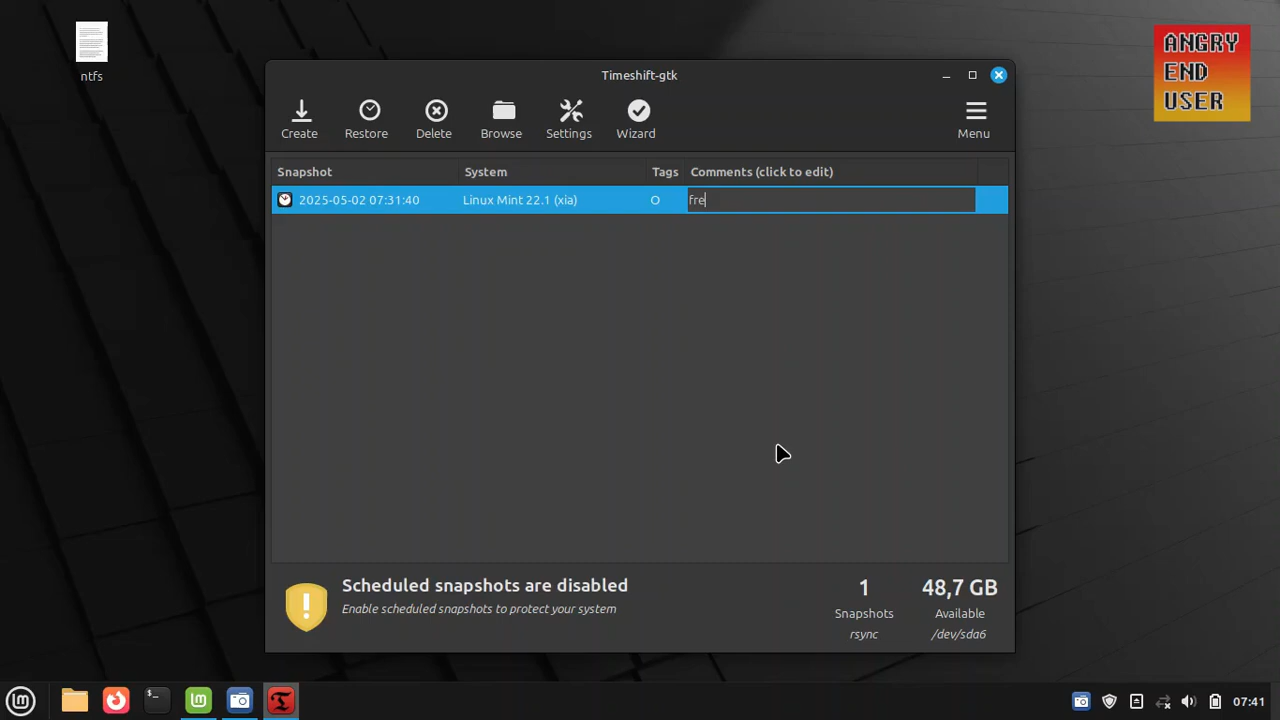 ntfs
ANGRY
END
USER
Timeshift-gtk
Create Restore Delete Browse Settings Wizard Menu
Snapshot System Tags Comments (click to edit)
2025-05-02 07:31:40 Linux Mint 22.1 (xia) O fre
Scheduled snapshots are disabled
Enable scheduled snapshots to protect your system
1 48,7 GB
Snapshots Available
rsync /dev/sda6
07:41